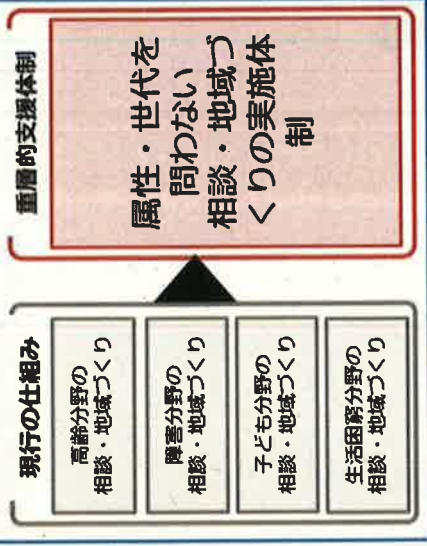 現行の仕組み
高齢分野の
相談・地域づくり
障害分野の
相談・地域づくり
子ども分野の
相談・地域づくり
生活困窮分野の
相談・地域づくり
重層的支援体制
属性・世代を
問わない
相談・地域づ
くりの実施体
制